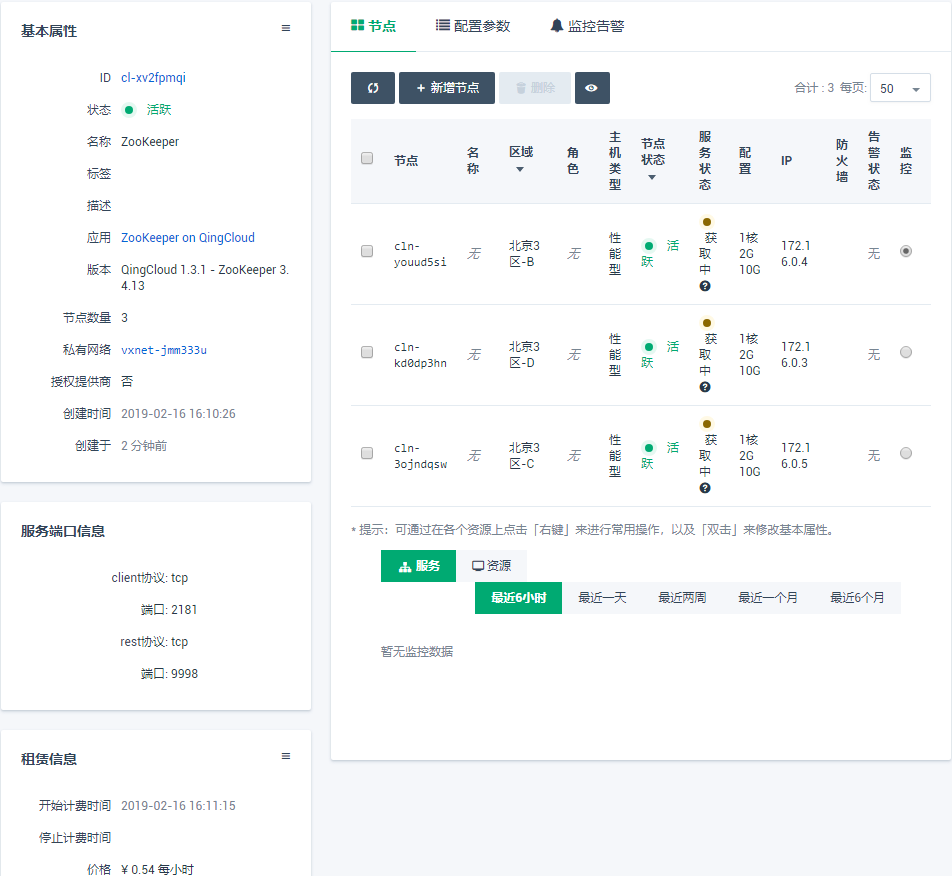 基本属性
ID cl-xv2fpmqi
状态 活跃
名称 ZooKeeper
标签
描述
应用 ZooKeeper on QingCloud
版本 QingCloud 1.3.1 - ZooKeeper 3.
4.13
节点数量 3
私有网络 vxnet-jmm333u
授权提供商 否
创建时间 2019-02-16 16:10:26
创建于 2 分钟前
服务端口信息
client协议: tcp
端口: 2181
rest协议: tcp
端口: 9998
租赁信息
开始计费时间 2019-02-16 16:11:15
停止计费时间
价格 ¥ 0.54 每小时
节点 配置参数 监控告警
+ 新增节点 删除 合计 : 3 每页: 50
节点 名称 区域 角色 主机类型 节点状态 服务状态 配置 IP 防火墙 告警状态 监控
cln-youud5si 无 北京3区-B 无 性能型 活跃 获取中 1核2G10G 172.16.0.4 无
cln-kd0dp3hn 无 北京3区-D 无 性能型 活跃 获取中 1核2G10G 172.16.0.3 无
cln-3ojndqsw 无 北京3区-C 无 性能型 活跃 获取中 1核2G10G 172.16.0.5 无
* 提示：可通过在各个资源上点击「右键」来进行常用操作，以及「双击」来修改基本属性。
服务 资源
最近6小时 最近一天 最近两周 最近一个月 最近6个月
暂无监控数据